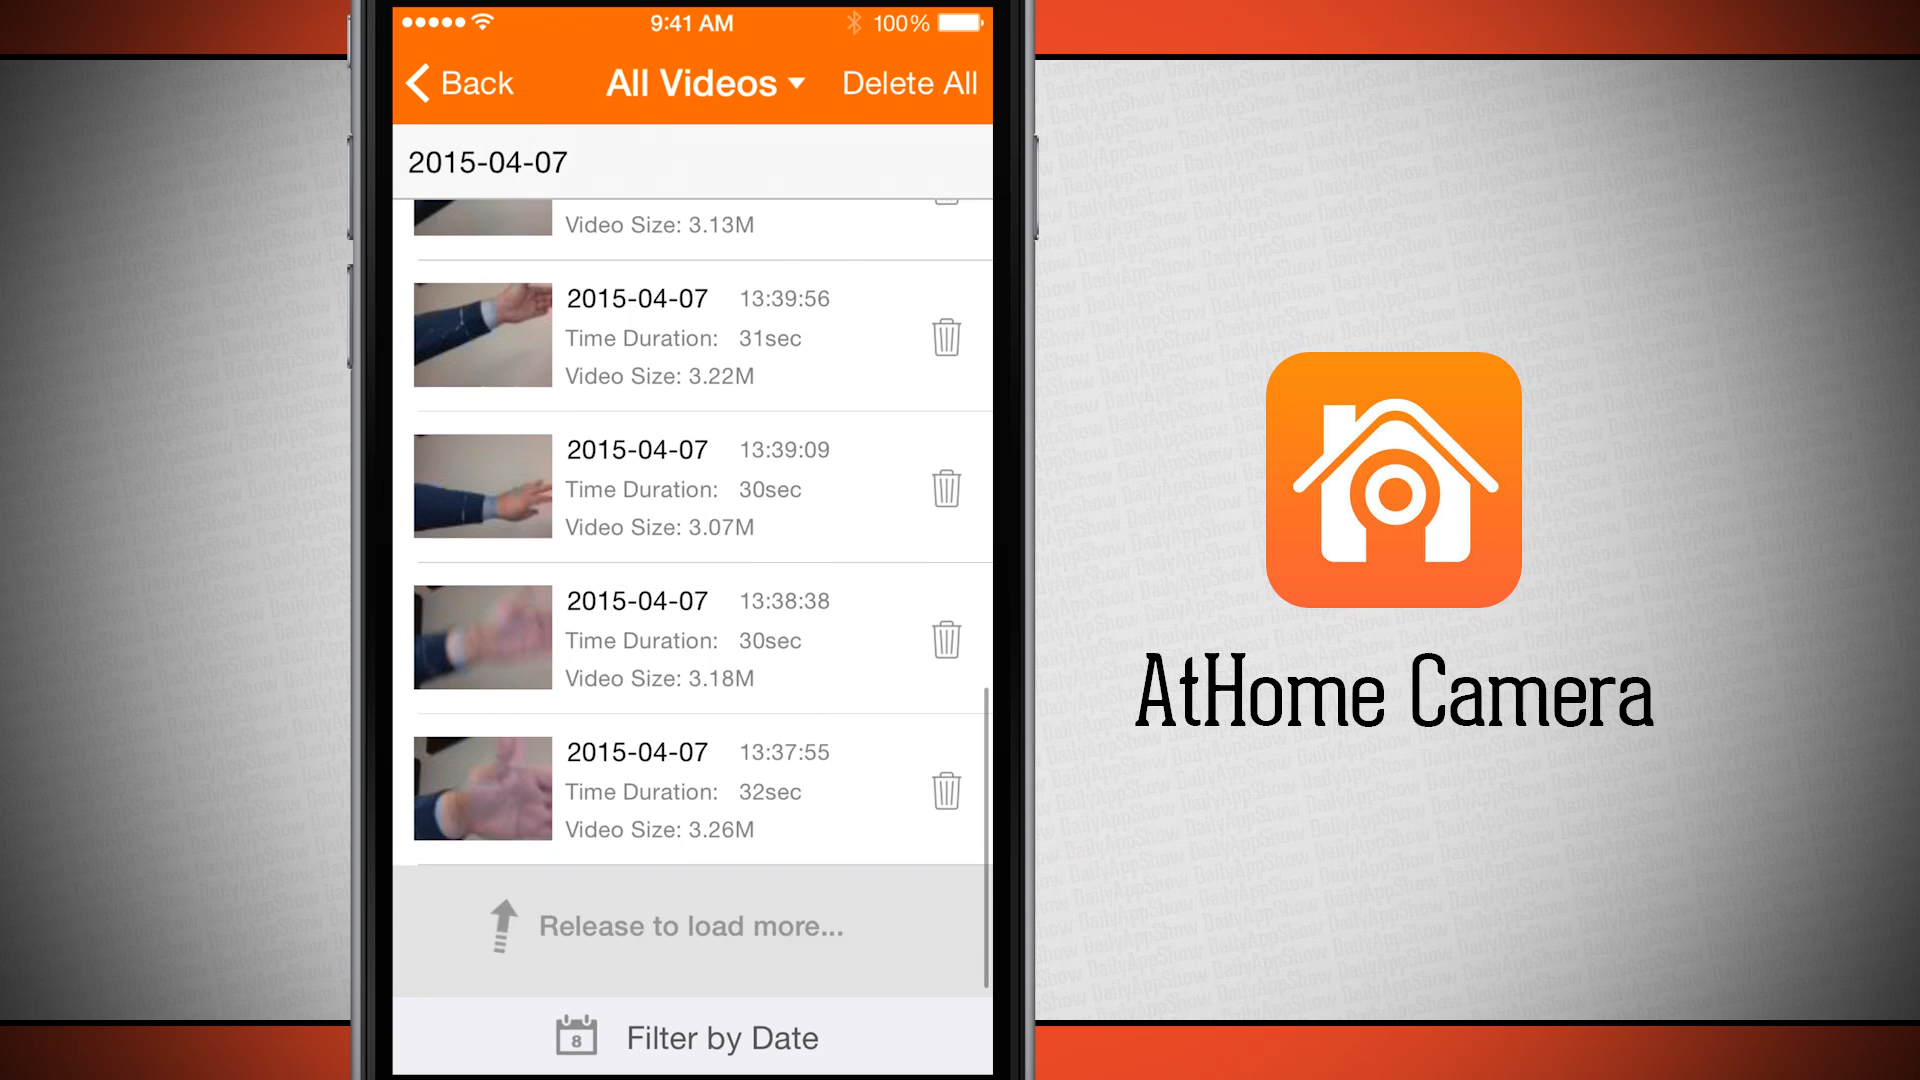 9:41 AM
100%
Back
All Videos
Delete All
2015-04-07
Video Size: 3.13M
2015-04-07 13:39:56
Time Duration: 31sec
Video Size: 3.22M
2015-04-07 13:39:09
Time Duration: 30sec
Video Size: 3.07M
2015-04-07 13:38:38
Time Duration: 30sec
Video Size: 3.18M
2015-04-07 13:37:55
Time Duration: 32sec
Video Size: 3.26M
Release to load more...
8
Filter by Date
AtHome Camera
DailyAppShow